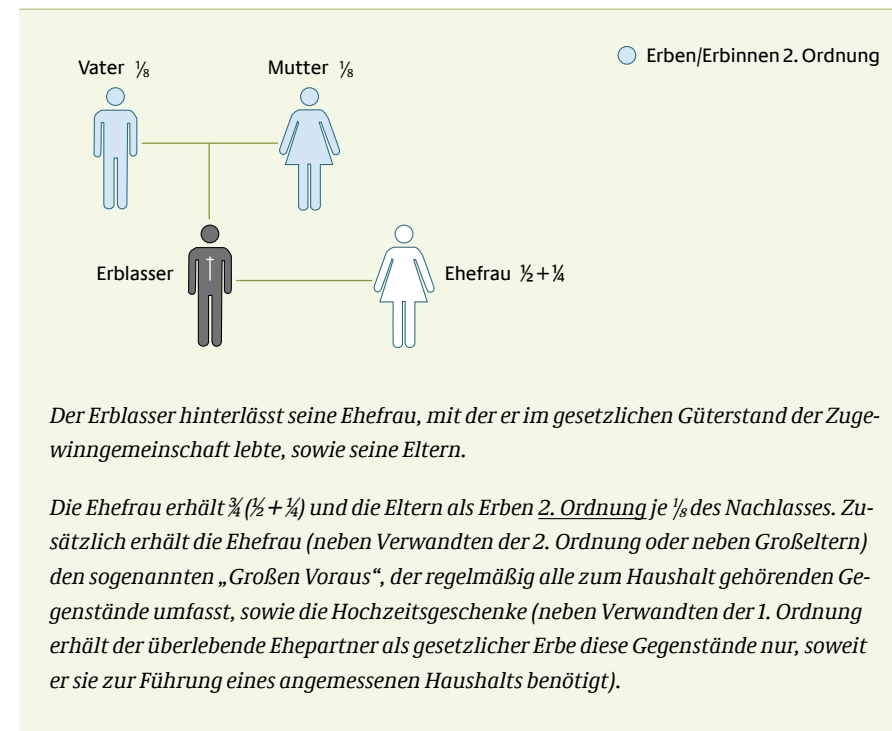 Vater ⅛ Mutter ⅛ Erben/Erbinnen 2. Ordnung
Erblasser Ehefrau ½+¼
Der Erblasser hinterlässt seine Ehefrau, mit der er im gesetzlichen Güterstand der Zuge-
winngemeinschaft lebte, sowie seine Eltern.
Die Ehefrau erhält ¾ (½+¼) und die Eltern als Erben 2. Ordnung je ⅛ des Nachlasses. Zu-
sätzlich erhält die Ehefrau (neben Verwandten der 2. Ordnung oder neben Großeltern)
den sogenannten „Großen Voraus“, der regelmäßig alle zum Haushalt gehörenden Ge-
genstände umfasst, sowie die Hochzeitsgeschenke (neben Verwandten der 1. Ordnung
erhält der überlebende Ehepartner als gesetzlicher Erbe diese Gegenstände nur, soweit
er sie zur Führung eines angemessenen Haushalts benötigt).